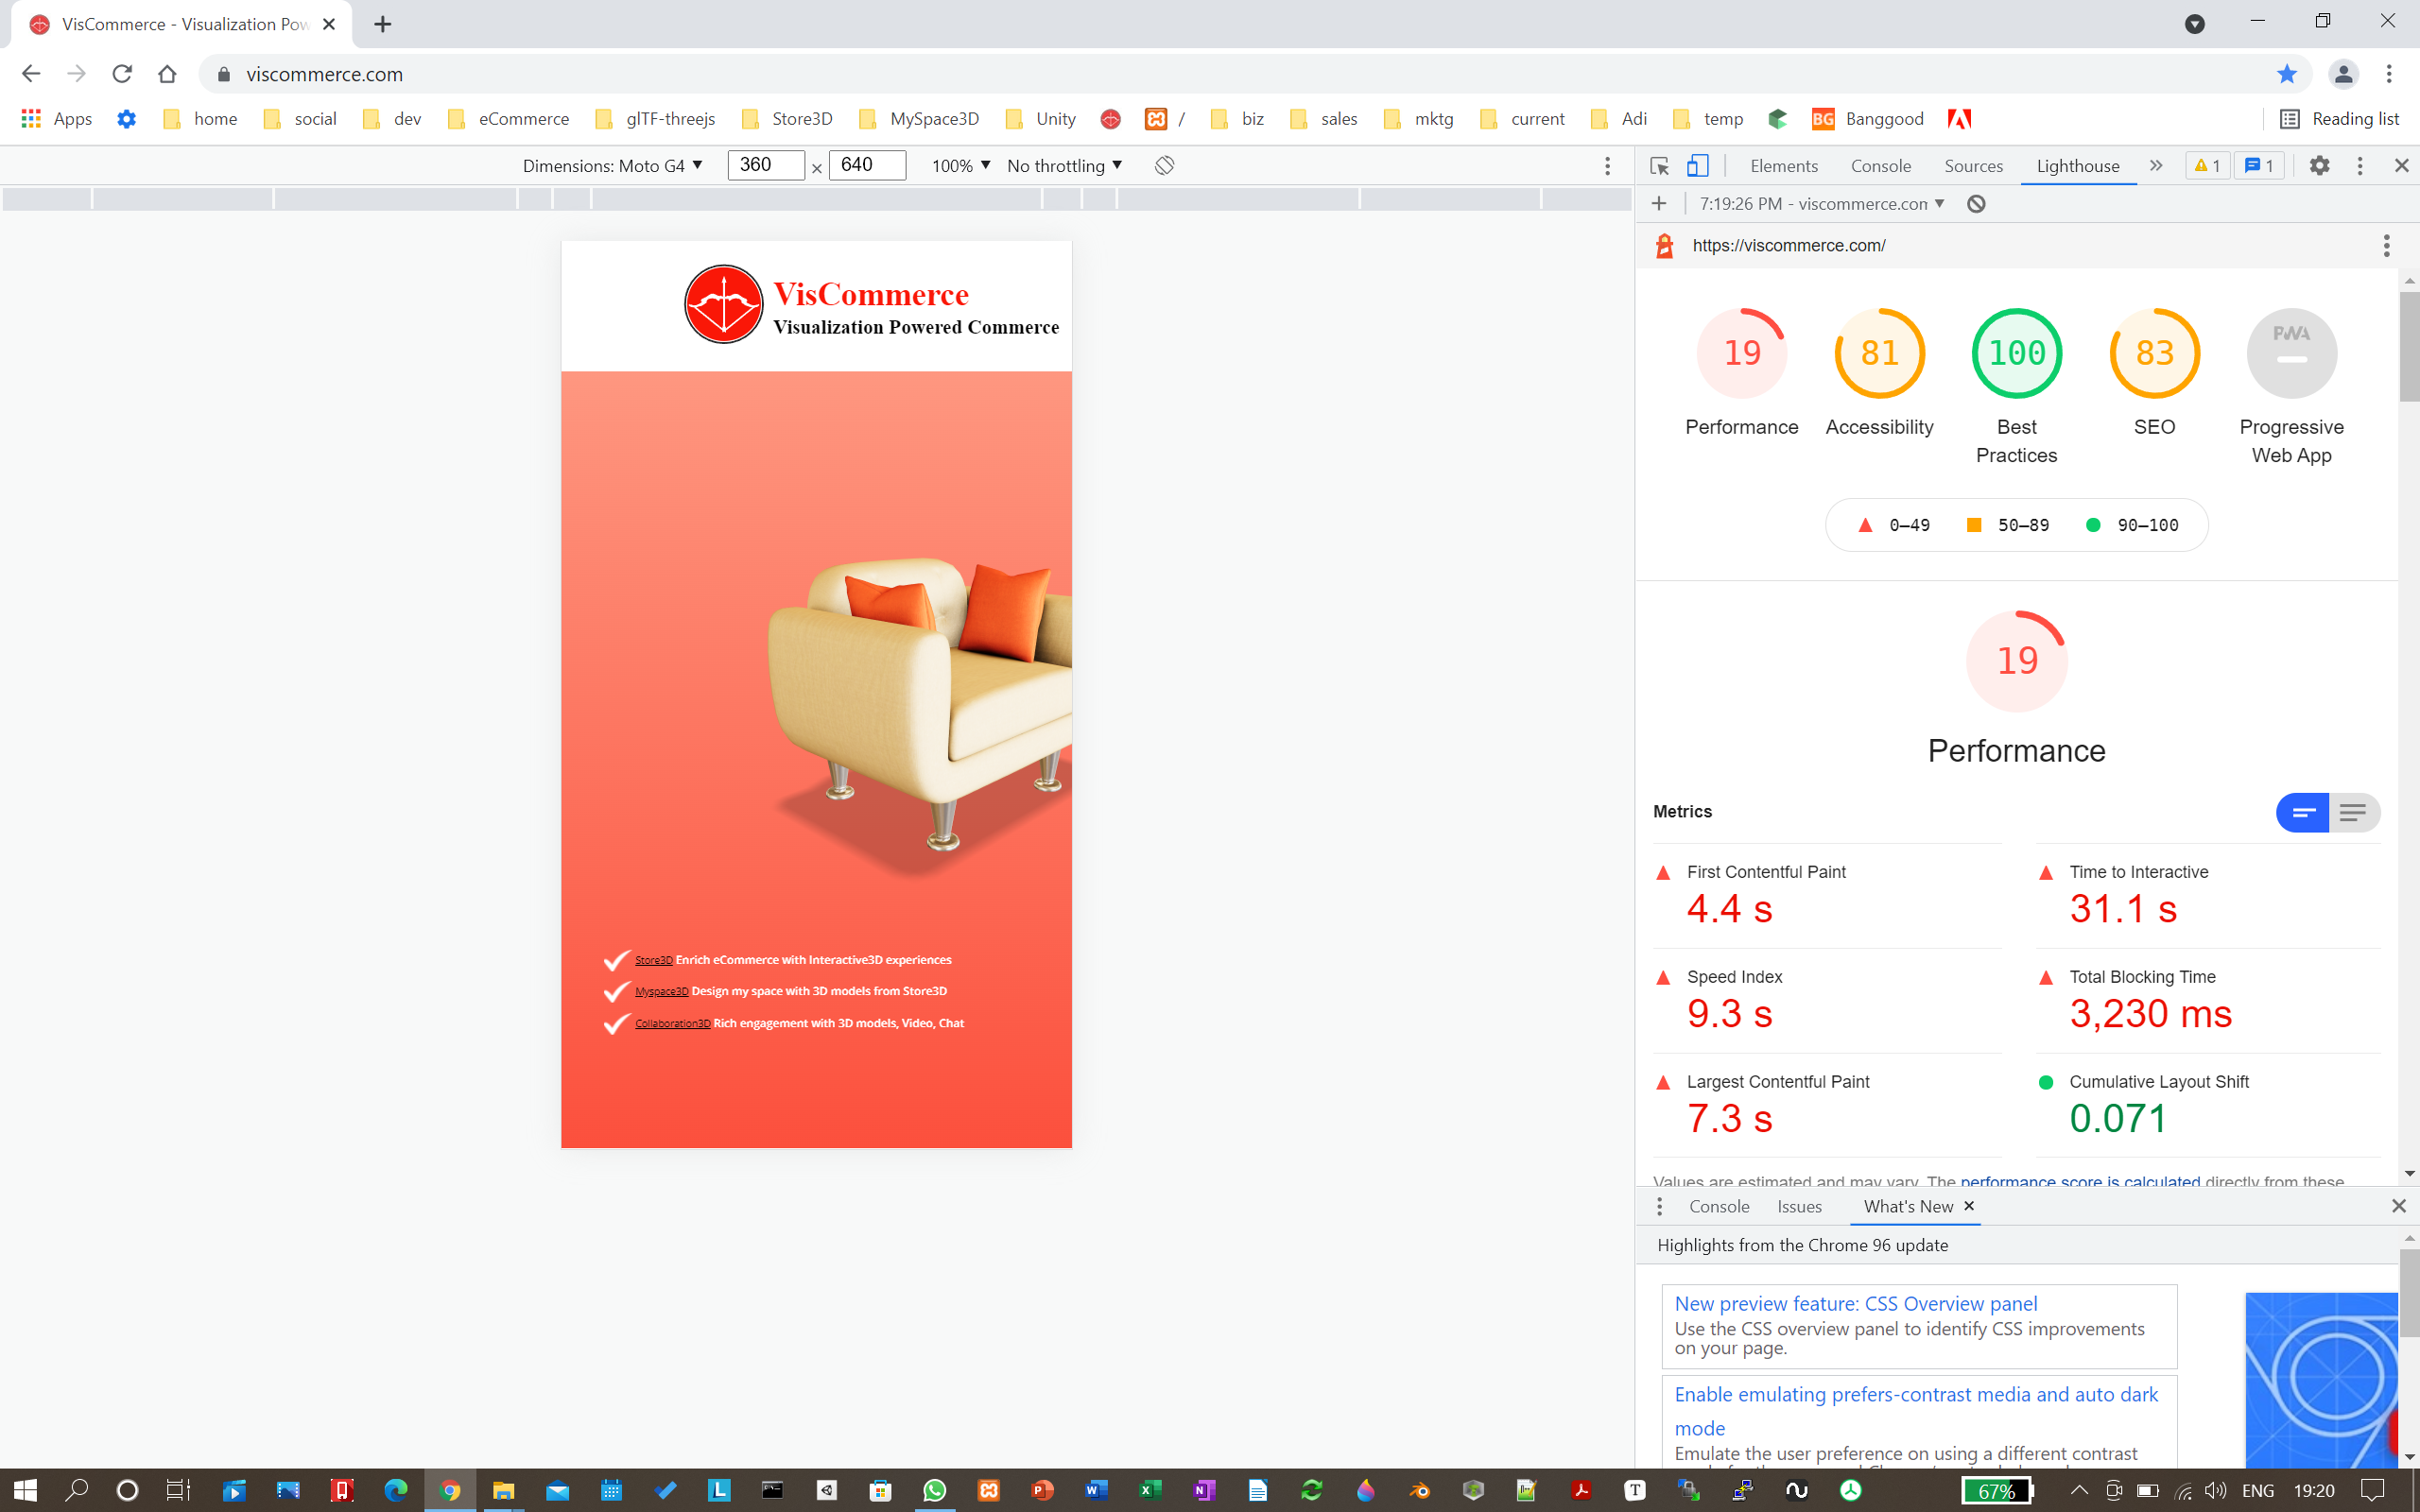 VisCommerce - Visualization Pow
viscommerce.com
Apps home social dev eCommerce glTF-threejs Store3D MySpace3D Unity / biz sales mktg current Adi temp BG Banggood Reading list
Dimensions: Moto G4 360 × 640 100% No throttling
Elements Console Sources Lighthouse 1 1
7:19:26 PM - viscommerce.con
https://viscommerce.com/
VisCommerce
Visualization Powered Commerce
Store3D Enrich eCommerce with Interactive3D experiences
Myspace3D Design my space with 3D models from Store3D
Collaboration3D Rich engagement with 3D models, Video, Chat
19 81 100 83 PWA
Performance Accessibility Best Practices SEO Progressive Web App
0–49 50–89 90–100
19
Performance
Metrics
First Contentful Paint
4.4 s
Time to Interactive
31.1 s
Speed Index
9.3 s
Total Blocking Time
3,230 ms
Largest Contentful Paint
7.3 s
Cumulative Layout Shift
0.071
Values are estimated and may vary. The performance score is calculated directly from these
Console Issues What's New
Highlights from the Chrome 96 update
New preview feature: CSS Overview panel
Use the CSS overview panel to identify CSS improvements
on your page.
Enable emulating prefers-contrast media and auto dark
mode
Emulate the user preference on using a different contrast
67% ENG 19:20